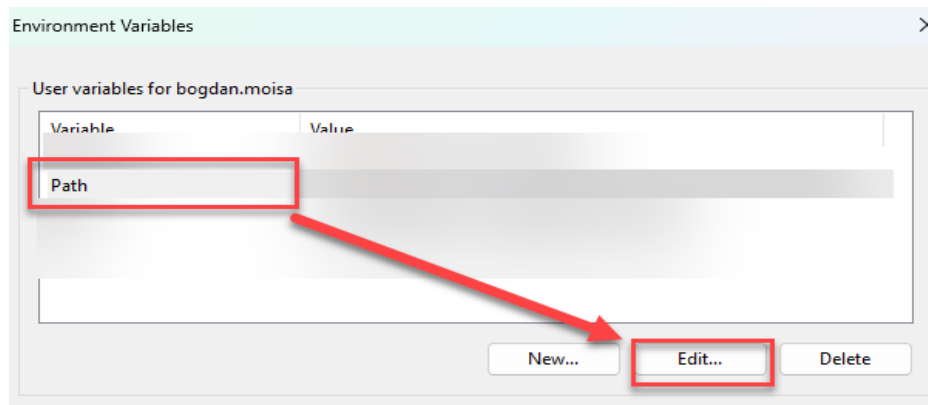 Environment Variables
User variables for bogdan.moisa
Variable Value
Path
New... Edit... Delete